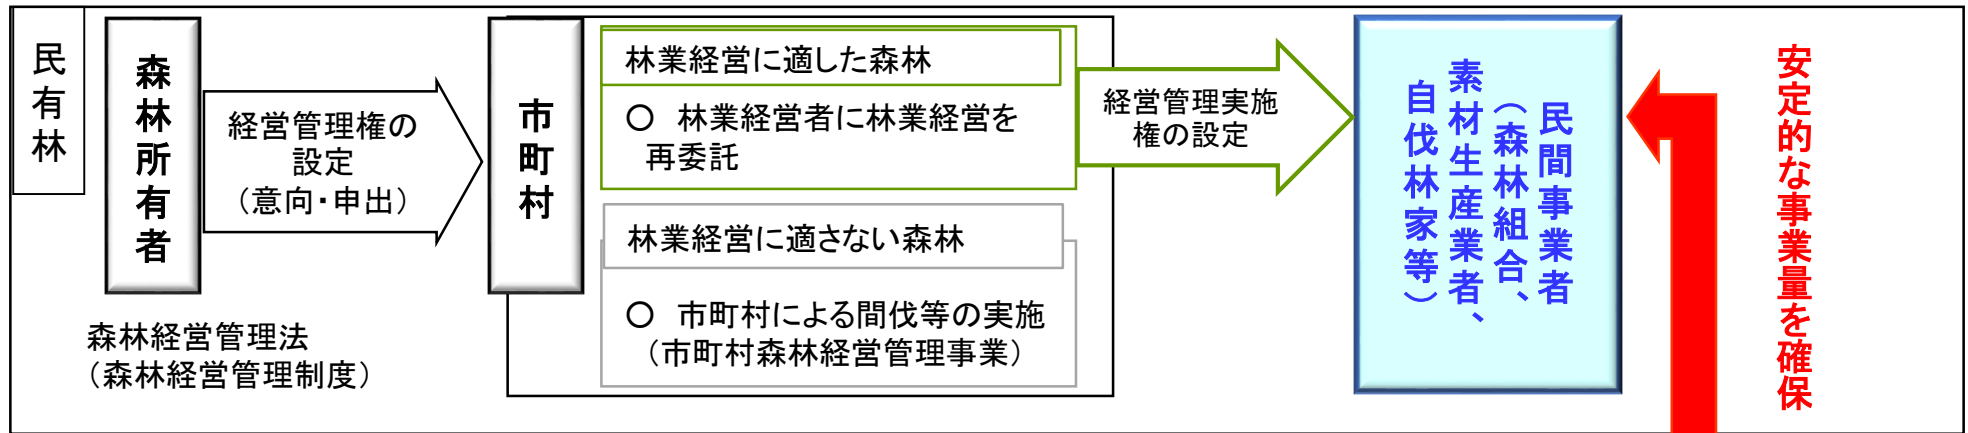 民有林
森林所有者
経営管理権の
設定
（意向・申出）
森林経営管理法
（森林経営管理制度）
市町村
林業経営に適した森林
○　林業経営者に林業経営を
再委託
林業経営に適さない森林
○　市町村による間伐等の実施
（市町村森林経営管理事業）
経営管理実施
権の設定
民間事業者
（森林組合、
素材生産業者、
自伐林家等）
安定的な事業量を確保